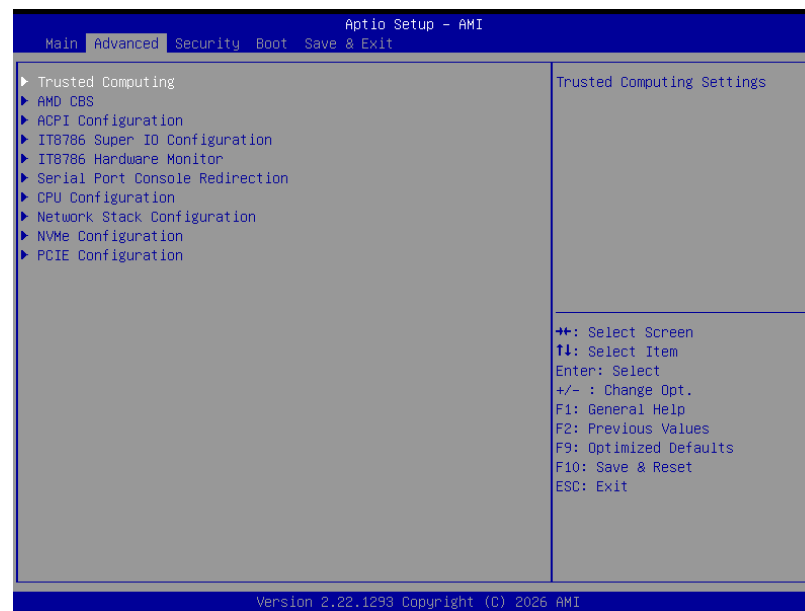 Aptio Setup - AMI
Main Advanced Security Boot Save & Exit
▶ Trusted Computing
▶ AMD CBS
▶ ACPI Configuration
▶ IT8786 Super IO Configuration
▶ IT8786 Hardware Monitor
▶ Serial Port Console Redirection
▶ CPU Configuration
▶ Network Stack Configuration
▶ NVMe Configuration
▶ PCIE Configuration
Trusted Computing Settings
→←: Select Screen
↑↓: Select Item
Enter: Select
+/- : Change Opt.
F1: General Help
F2: Previous Values
F9: Optimized Defaults
F10: Save & Reset
ESC: Exit
Version 2.22.1293 Copyright (C) 2026 AMI